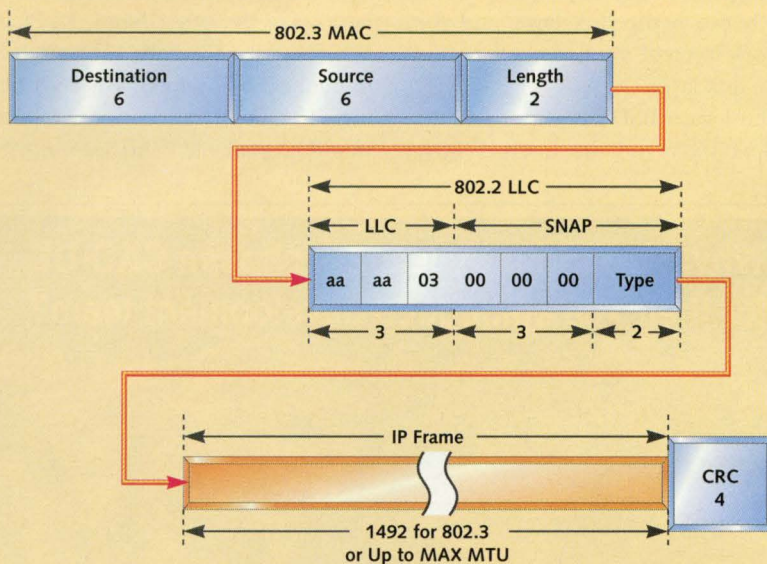 802.3 MAC
Destination
6
Source
6
Length
2
802.2 LLC
LLC
SNAP
aa
aa
03
00
00
00
Type
3
3
2
IP Frame
1492 for 802.3
or Up to MAX MTU
CRC
4